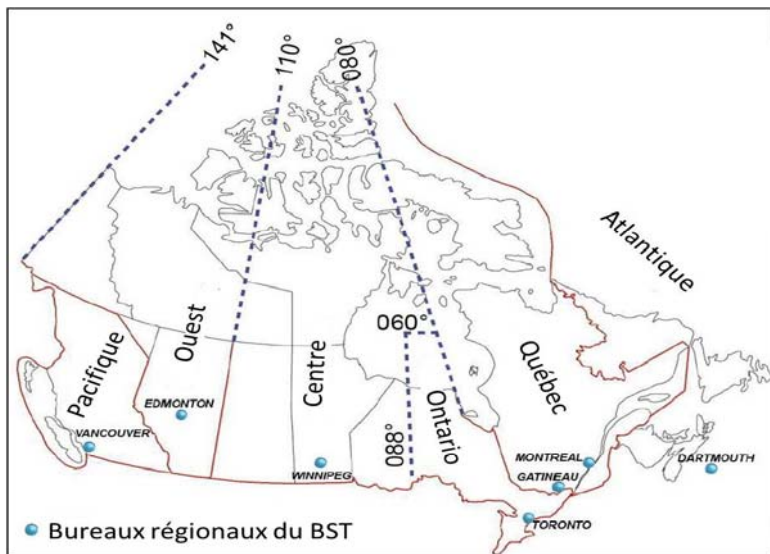 141°
110°
080°
Atlantique
060°
Pacifique
Ouest
Centre
Ontario
Québec
088°
EDMONTON
VANCOUVER
WINNIPEG
MONTREAL
GATINEAU
DARTMOUTH
TORONTO
Bureaux régionaux du BST